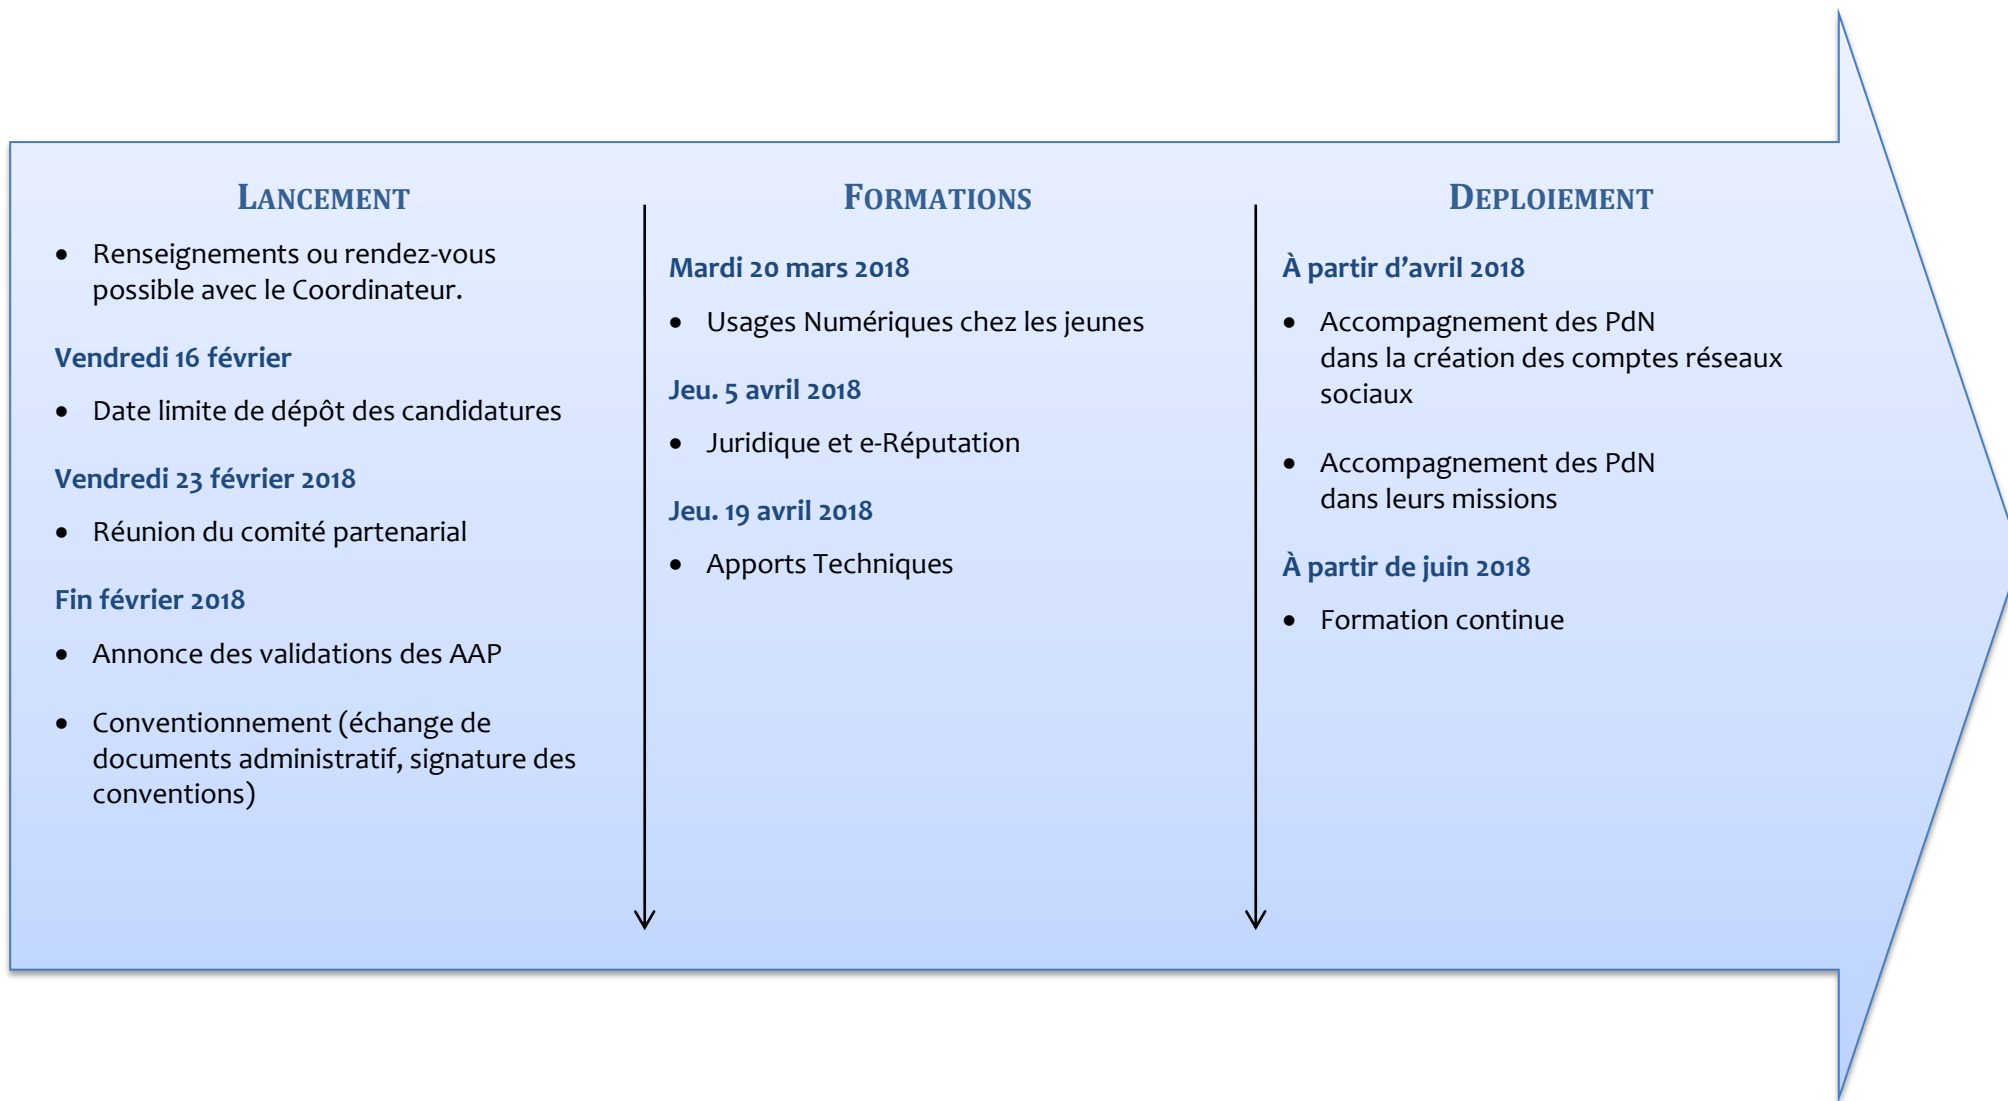 LANCEMENT
• Renseignements ou rendez-vous
possible avec le Coordinateur.
Vendredi 16 février
• Date limite de dépôt des candidatures
Vendredi 23 février 2018
• Réunion du comité partenarial
Fin février 2018
• Annonce des validations des AAP
• Conventionnement (échange de
documents administratif, signature des
conventions)
FORMATIONS
Mardi 20 mars 2018
• Usages Numériques chez les jeunes
Jeu. 5 avril 2018
• Juridique et e-Réputation
Jeu. 19 avril 2018
• Apports Techniques
DEPLOIEMENT
À partir d’avril 2018
• Accompagnement des PdN
dans la création des comptes réseaux
sociaux
• Accompagnement des PdN
dans leurs missions
À partir de juin 2018
• Formation continue